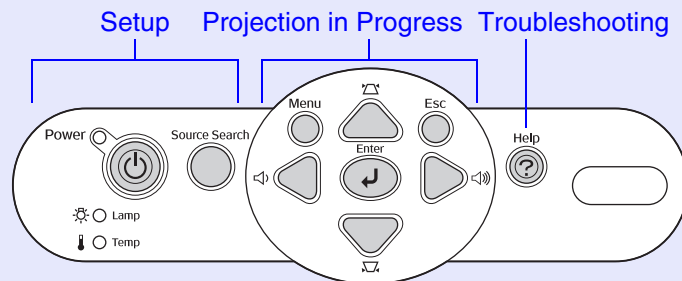 Setup Projection in Progress Troubleshooting
Menu Esc
Power Source Search Enter Help
?
Lamp
Temp